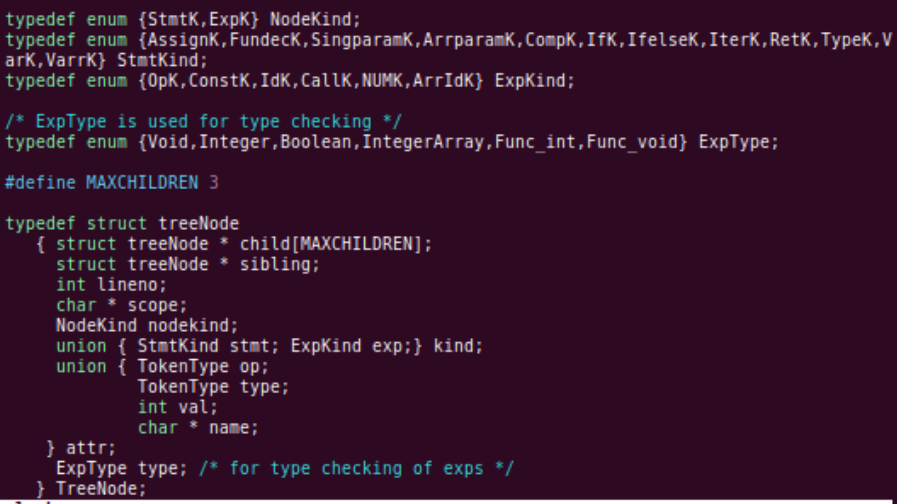 typedef enum {StmtK,ExpK} NodeKind;
typedef enum {AssignK,FundecK,SingparamK,ArrparamK,CompK,IfK,IfelseK,IterK,RetK,TypeK,V
arK,VarrK} StmtKind;
typedef enum {OpK,ConstK,IdK,CallK,NUMK,ArrIdK} ExpKind;
/* ExpType is used for type checking */
typedef enum {Void,Integer,Boolean,IntegerArray,Func_int,Func_void} ExpType;
#define MAXCHILDREN 3
typedef struct treeNode
{ struct treeNode * child[MAXCHILDREN];
struct treeNode * sibling;
int lineno;
char * scope;
NodeKind nodekind;
union { StmtKind stmt; ExpKind exp;} kind;
union { TokenType op;
TokenType type;
int val;
char * name;
} attr;
ExpType type; /* for type checking of exps */
} TreeNode;